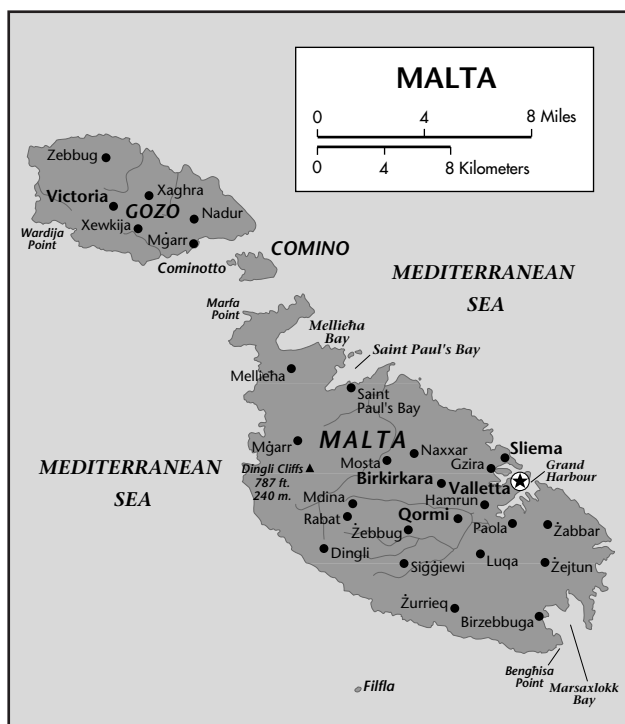 MALTA
0 4 8 Miles
0 4 8 Kilometers
Zebbug
Victoria
Xaghra
GOZO
Nadur
Xewkija
Wardija
Point
Mġarr
Cominotto
COMINO
MEDITERRANEAN
SEA
Marfa
Point
Mellieħa
Bay
Saint Paul's Bay
Mellieħa
Saint
Paul's Bay
Mġarr
MALTA
Naxxar
Sliema
Mosta
Gzira
Grand
Harbour
Dingli Cliffs
787 ft.
240 m.
Birkirkara
Valletta
MEDITERRANEAN
SEA
Mdina
Hamrun
Rabat
Qormi
Paola
Żabbar
Żebbug
Dingli
Siġġiewi
Luqa
Żejtun
Żurrieq
Birzebbuga
Benghisa
Point
Marsaxlokk
Bay
Filfla